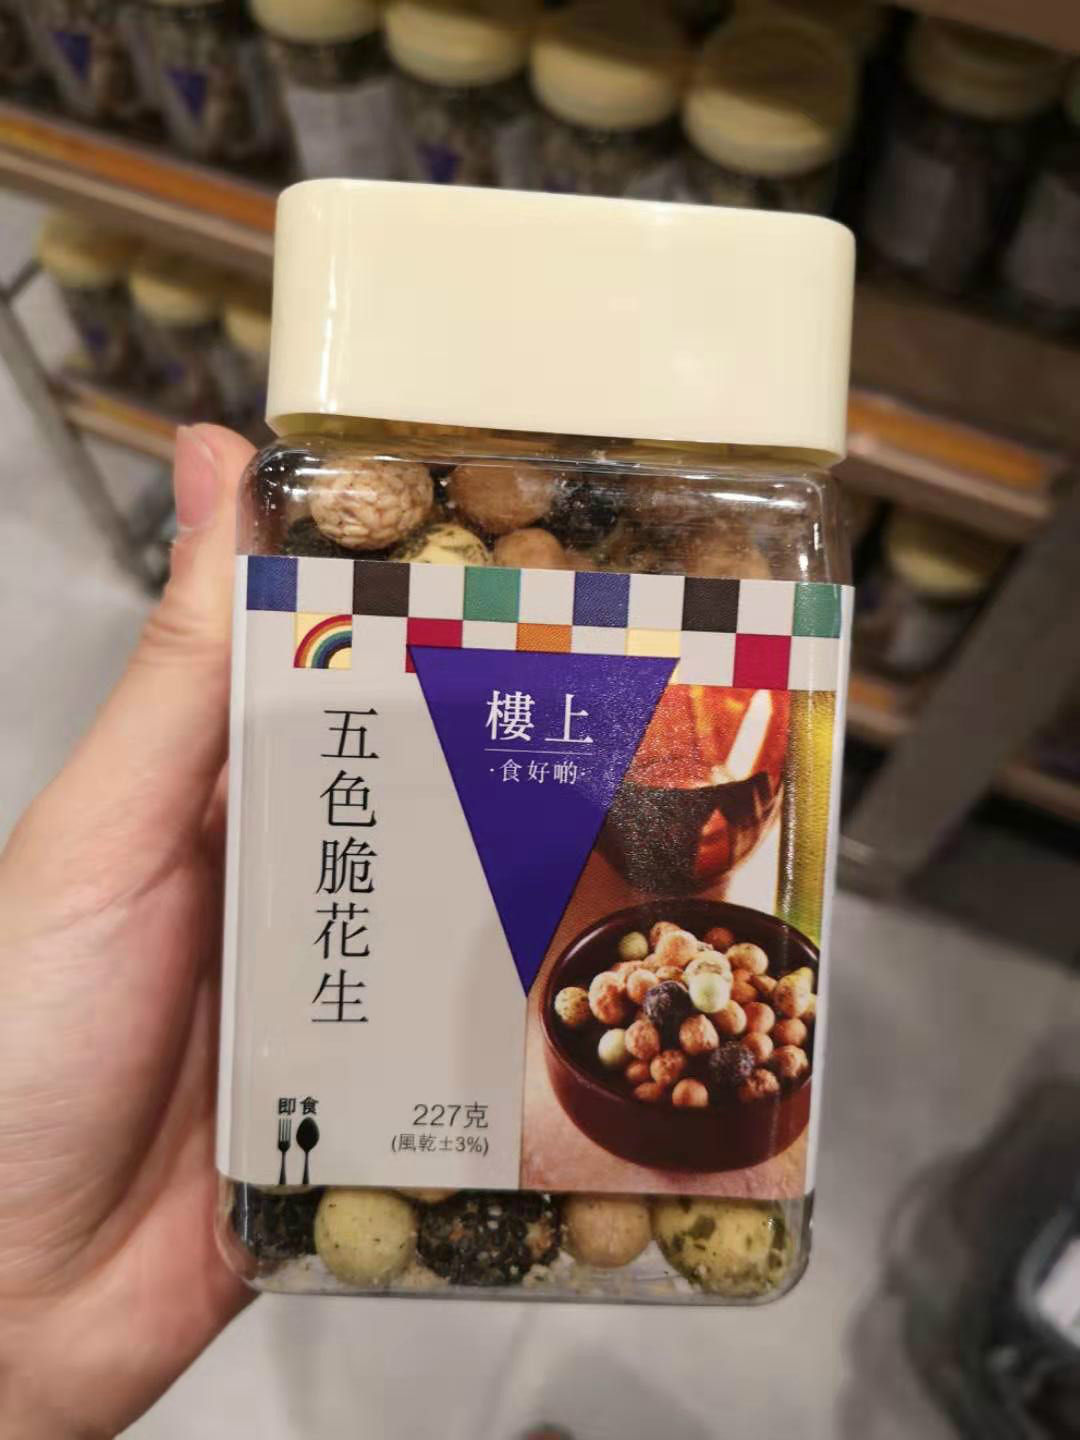 樓上
·食好啲·
五色脆花生
即食
227克
(風乾±3%)